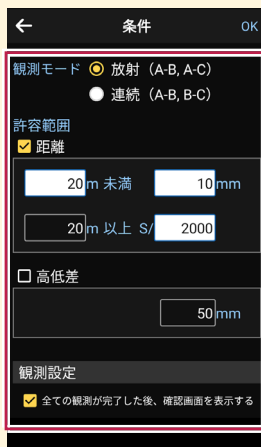 条件 OK
観測モード 放射（A-B, A-C）
連続（A-B, B-C）
許容範囲
距離
20 m 未満 10 mm
20 m 以上 S/ 2000
高低差
50 mm
観測設定
全ての観測が完了した後、確認画面を表示する